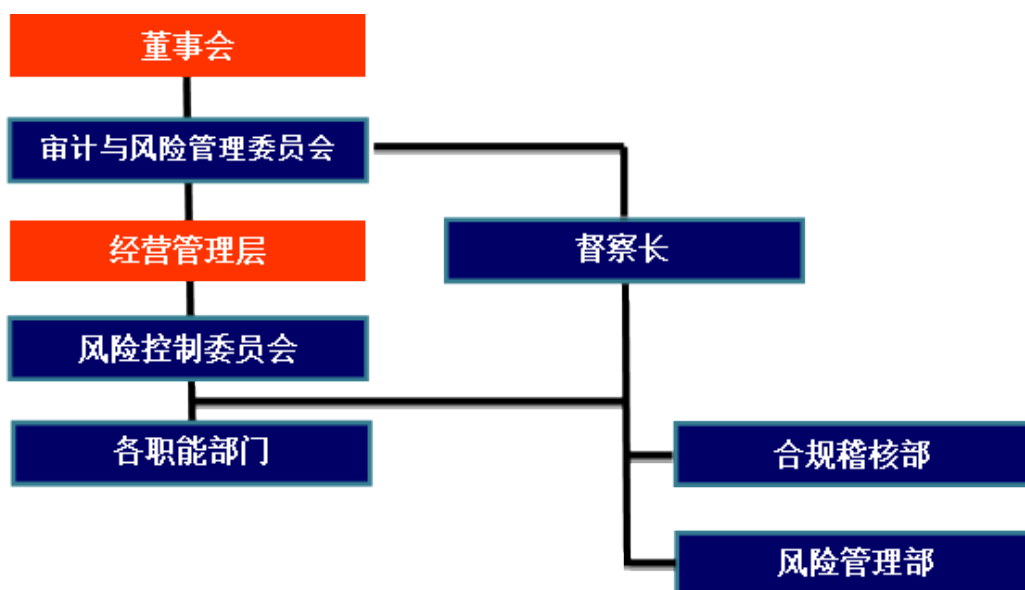 董事会
审计与风险管理委员会
经营管理层
督察长
风险控制委员会
各职能部门
合规稽核部
风险管理部